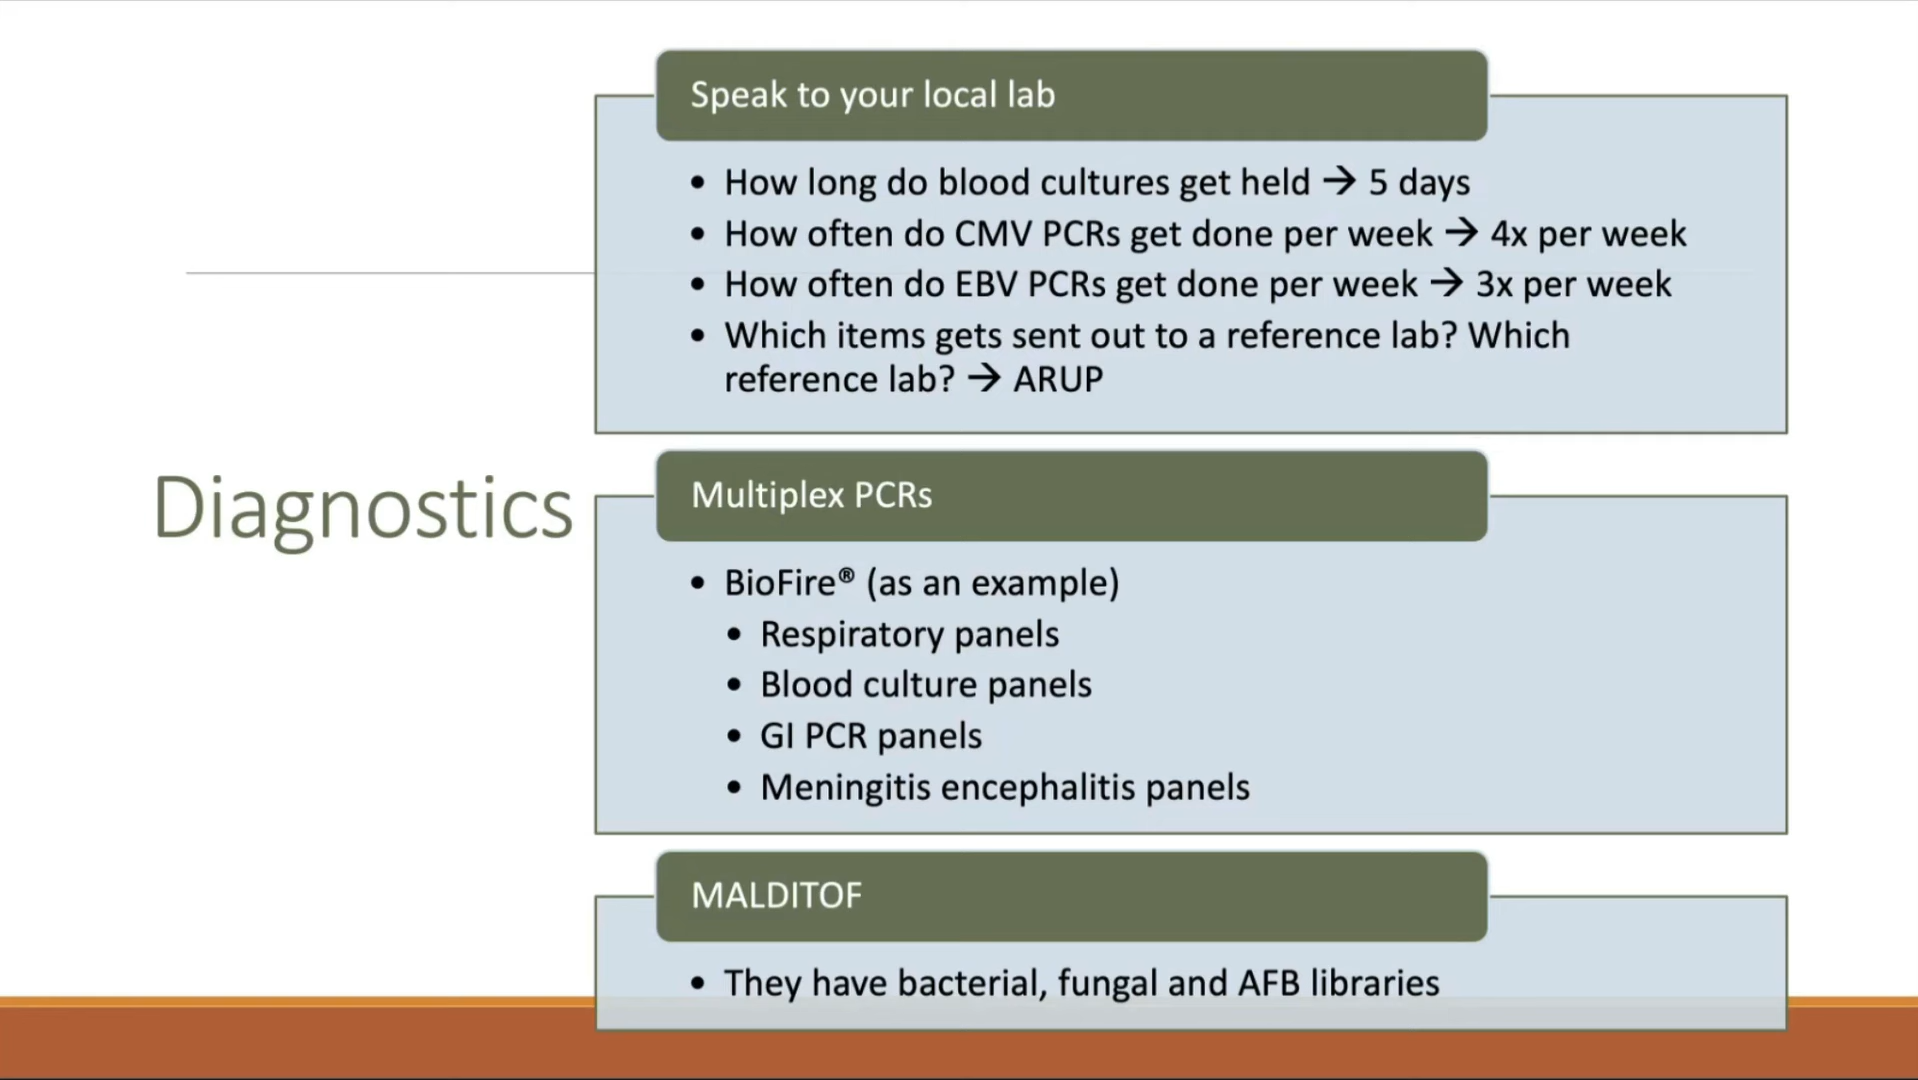 Diagnostics
Speak to your local lab
• How long do blood cultures get held → 5 days
• How often do CMV PCRs get done per week → 4x per week
• How often do EBV PCRs get done per week → 3x per week
• Which items gets sent out to a reference lab? Which
reference lab? → ARUP
Multiplex PCRs
• BioFire® (as an example)
• Respiratory panels
• Blood culture panels
• GI PCR panels
• Meningitis encephalitis panels
MALDITOF
• They have bacterial, fungal and AFB libraries